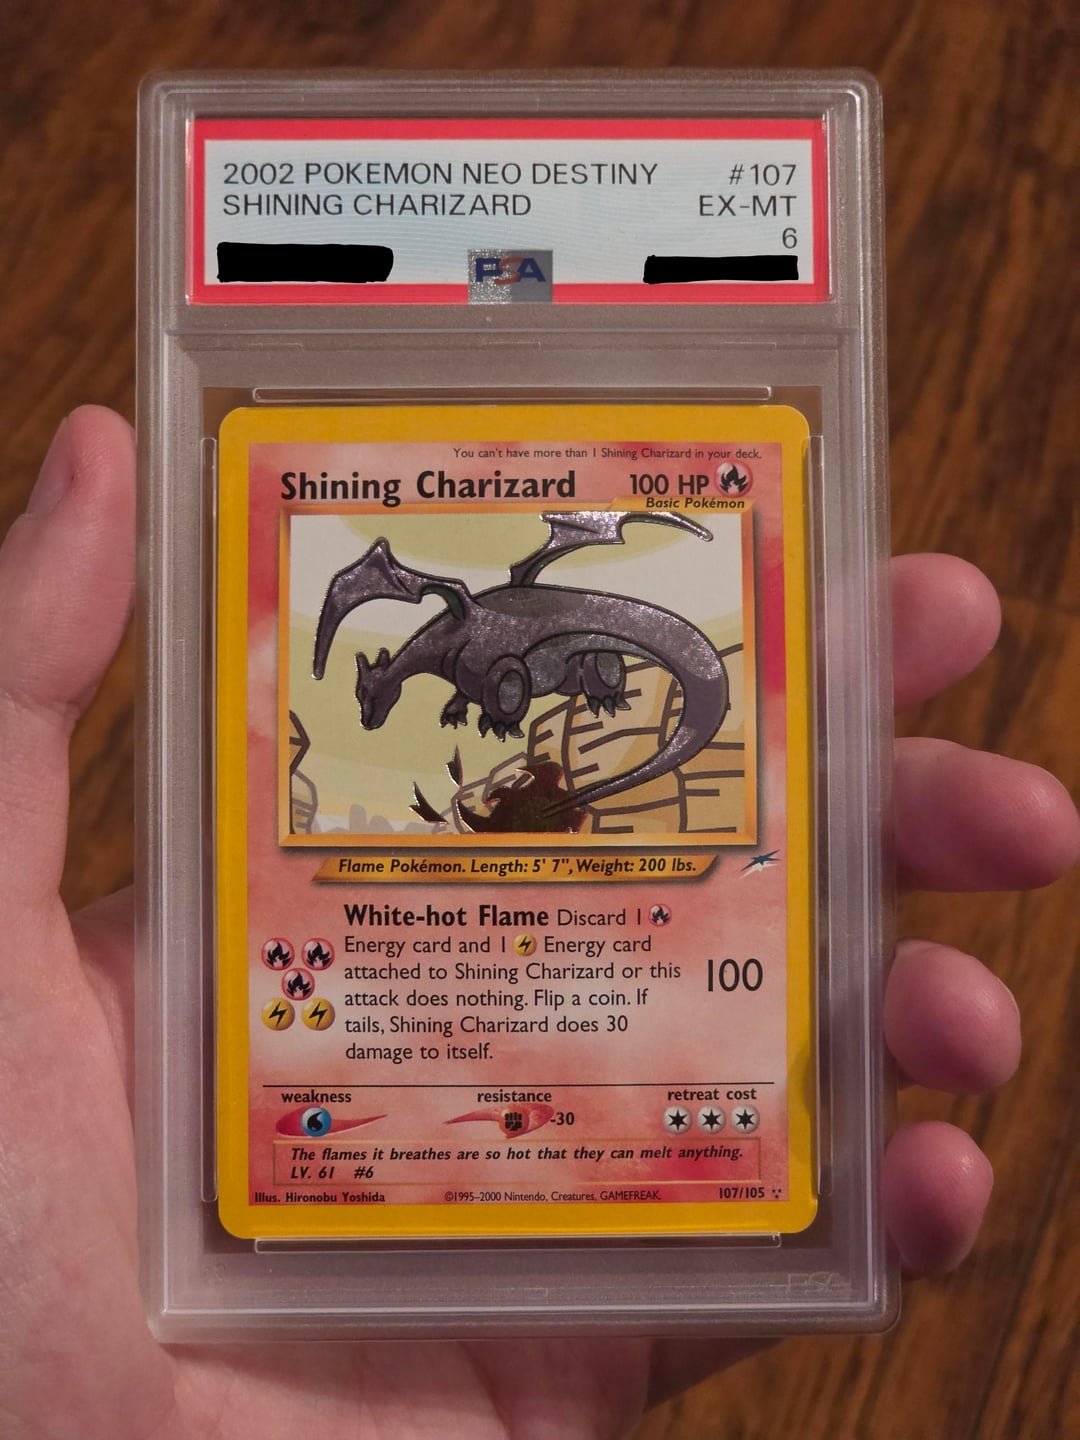 2002 POKEMON NEO DESTINY #107
SHINING CHARIZARD EX-MT
6
PSA
You can't have more than 1 Shining Charizard in your deck.
Shining Charizard 100 HP
Basic Pokémon
Flame Pokémon. Length: 5' 7", Weight: 200 lbs.
White-hot Flame Discard 1
Energy card and 1 Energy card
attached to Shining Charizard or this
attack does nothing. Flip a coin. If
tails, Shining Charizard does 30
damage to itself.
100
weakness resistance retreat cost
-30
The flames it breathes are so hot that they can melt anything.
LV. 61 #6
Illus. Hironobu Yoshida ©1995-2000 Nintendo, Creatures, GAMEFREAK. 107/105
PSA